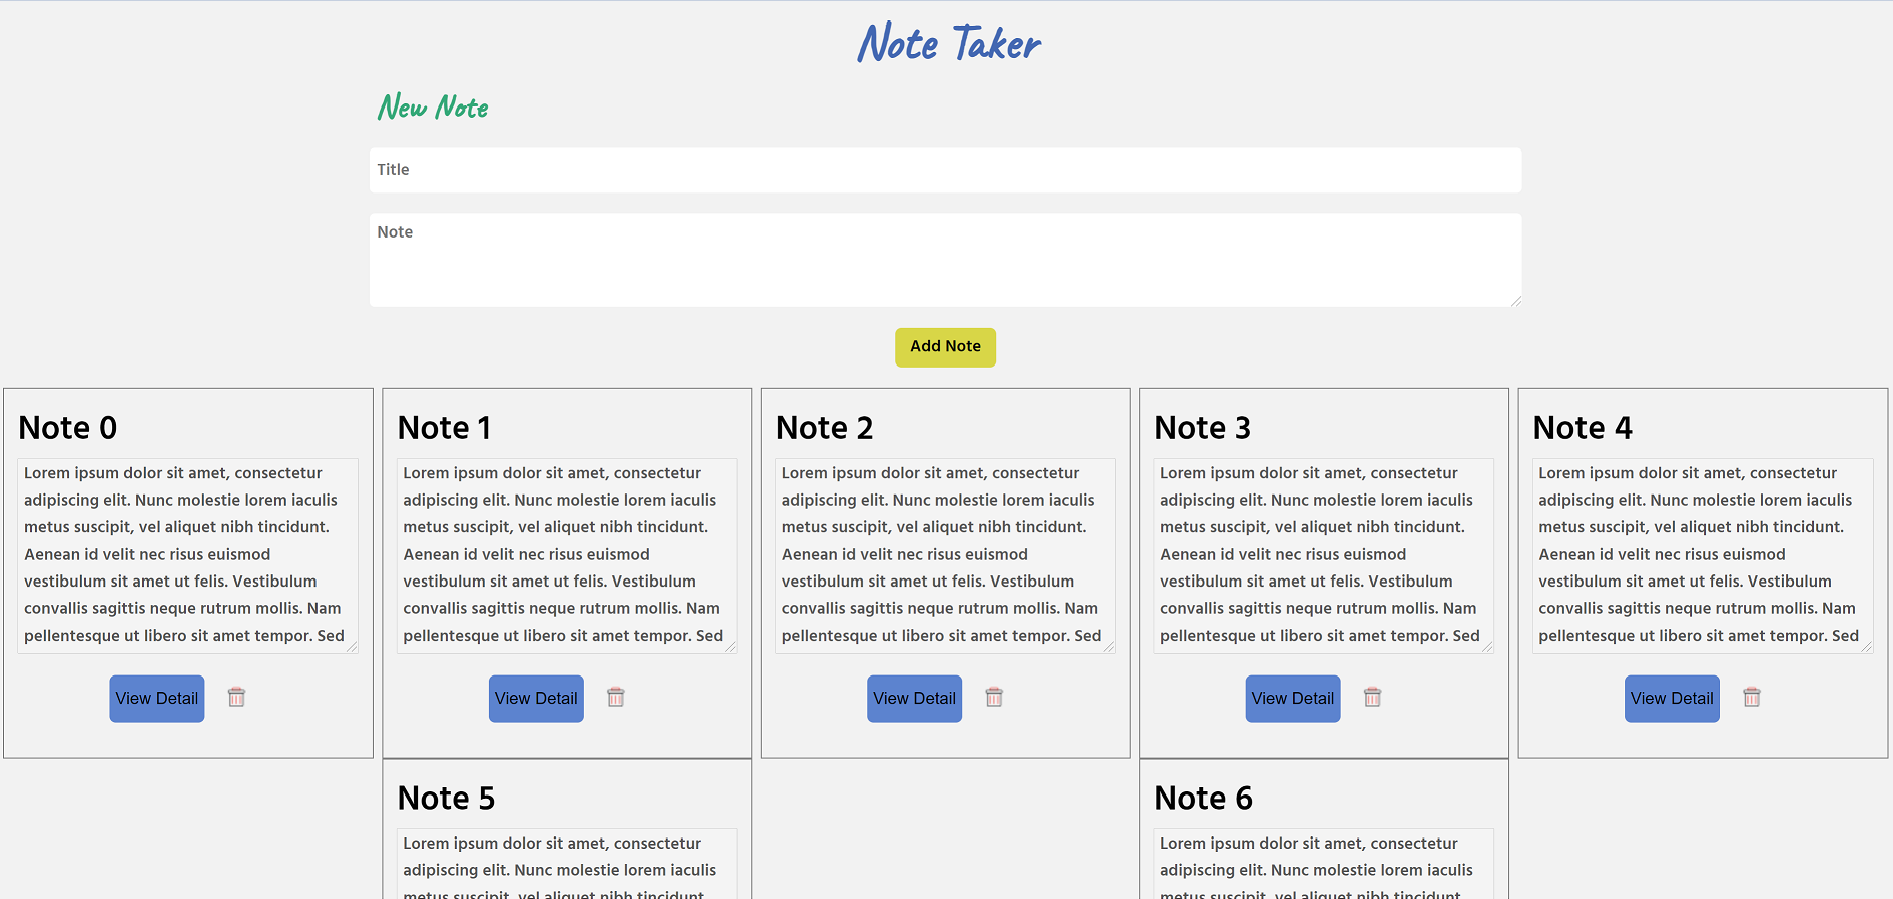 Note Taker
New Note
Title
Note
Add Note
Note 0
Lorem ipsum dolor sit amet, consectetur
adipiscing elit. Nunc molestie lorem iaculis
metus suscipit, vel aliquet nibh tincidunt.
Aenean id velit nec risus euismod
vestibulum sit amet ut felis. Vestibulum
convallis sagittis neque rutrum mollis. Nam
pellentesque ut libero sit amet tempor. Sed
View Detail
Note 1
Lorem ipsum dolor sit amet, consectetur
adipiscing elit. Nunc molestie lorem iaculis
metus suscipit, vel aliquet nibh tincidunt.
Aenean id velit nec risus euismod
vestibulum sit amet ut felis. Vestibulum
convallis sagittis neque rutrum mollis. Nam
pellentesque ut libero sit amet tempor. Sed
View Detail
Note 2
Lorem ipsum dolor sit amet, consectetur
adipiscing elit. Nunc molestie lorem iaculis
metus suscipit, vel aliquet nibh tincidunt.
Aenean id velit nec risus euismod
vestibulum sit amet ut felis. Vestibulum
convallis sagittis neque rutrum mollis. Nam
pellentesque ut libero sit amet tempor. Sed
View Detail
Note 3
Lorem ipsum dolor sit amet, consectetur
adipiscing elit. Nunc molestie lorem iaculis
metus suscipit, vel aliquet nibh tincidunt.
Aenean id velit nec risus euismod
vestibulum sit amet ut felis. Vestibulum
convallis sagittis neque rutrum mollis. Nam
pellentesque ut libero sit amet tempor. Sed
View Detail
Note 4
Lorem ipsum dolor sit amet, consectetur
adipiscing elit. Nunc molestie lorem iaculis
metus suscipit, vel aliquet nibh tincidunt.
Aenean id velit nec risus euismod
vestibulum sit amet ut felis. Vestibulum
convallis sagittis neque rutrum mollis. Nam
pellentesque ut libero sit amet tempor. Sed
View Detail
Note 5
Lorem ipsum dolor sit amet, consectetur
adipiscing elit. Nunc molestie lorem iaculis
metus suscipit, vel aliquet nibh tincidunt.
Note 6
Lorem ipsum dolor sit amet, consectetur
adipiscing elit. Nunc molestie lorem iaculis
metus suscipit, vel aliquet nibh tincidunt.